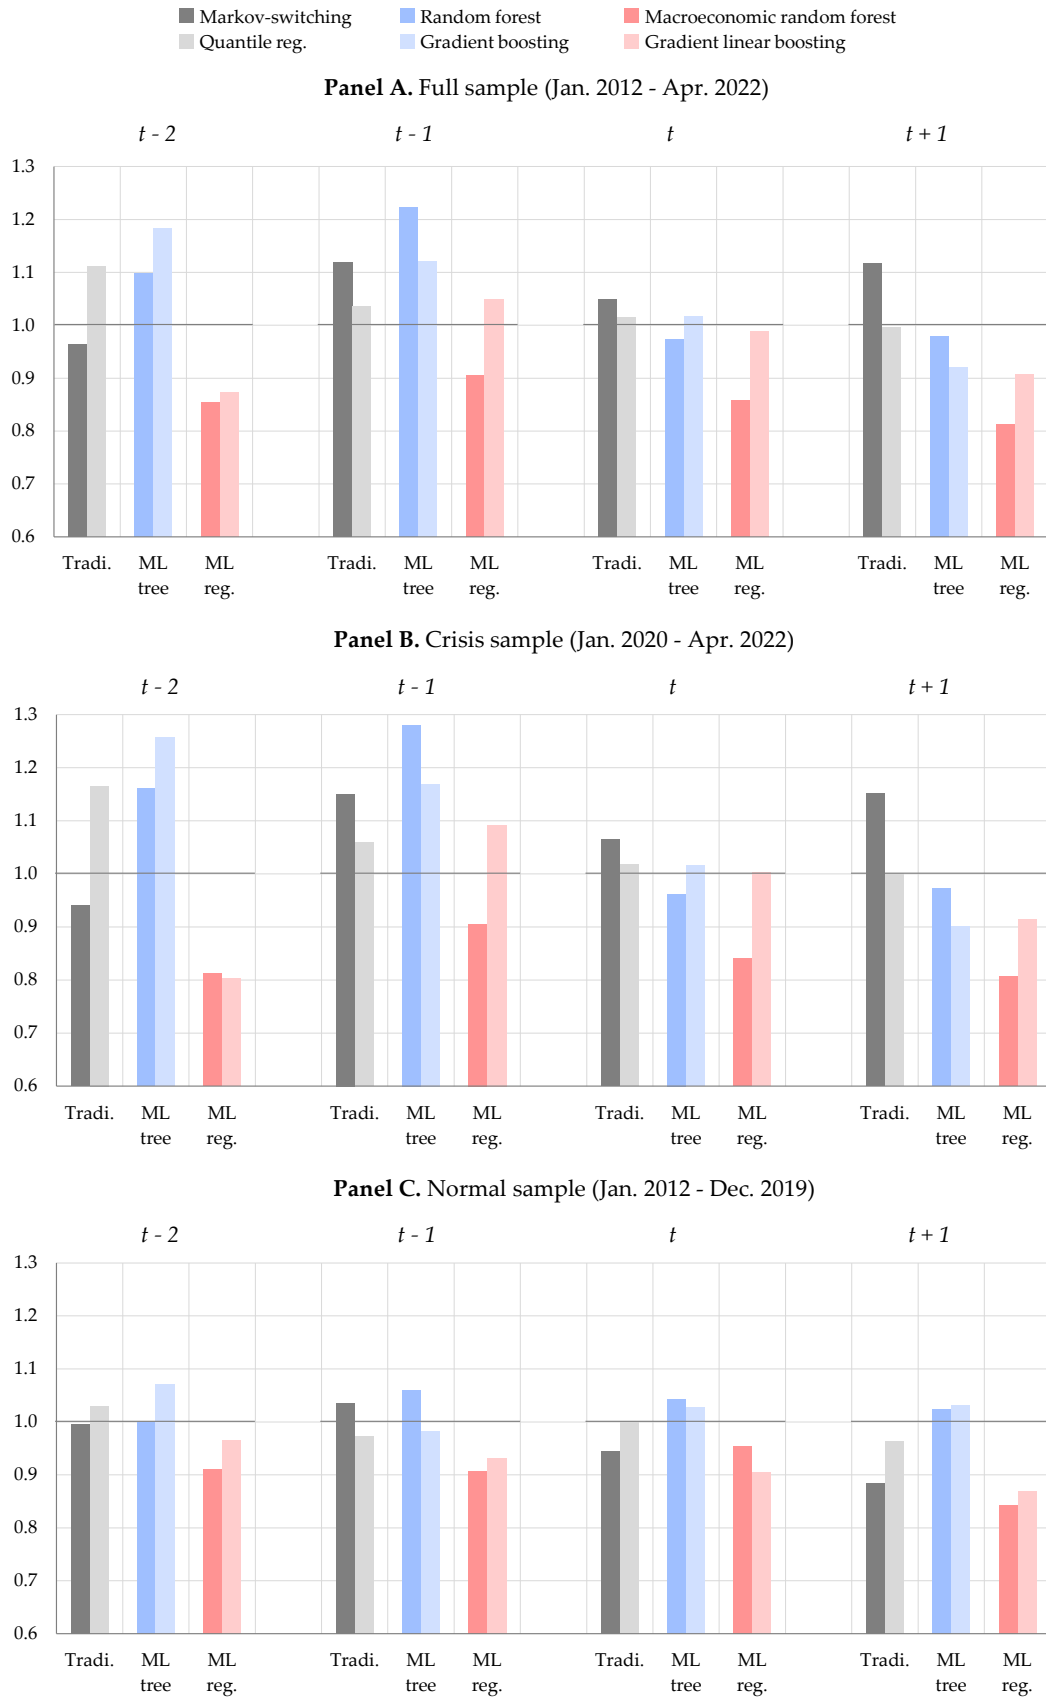 Markov-switching Random forest Macroeconomic random forest
Quantile reg. Gradient boosting Gradient linear boosting
Panel A. Full sample (Jan. 2012 - Apr. 2022)
t - 2 t - 1 t t + 1
1.3
1.2
1.1
1.0
0.9
0.8
0.7
0.6
Tradi. ML ML Tradi. ML ML Tradi. ML ML Tradi. ML ML
tree reg. tree reg. tree reg. tree reg.
Panel B. Crisis sample (Jan. 2020 - Apr. 2022)
t - 2 t - 1 t t + 1
1.3
1.2
1.1
1.0
0.9
0.8
0.7
0.6
Tradi. ML ML Tradi. ML ML Tradi. ML ML Tradi. ML ML
tree reg. tree reg. tree reg. tree reg.
Panel C. Normal sample (Jan. 2012 - Dec. 2019)
t - 2 t - 1 t t + 1
1.3
1.2
1.1
1.0
0.9
0.8
0.7
0.6
Tradi. ML ML Tradi. ML ML Tradi. ML ML Tradi. ML ML
tree reg. tree reg. tree reg. tree reg.